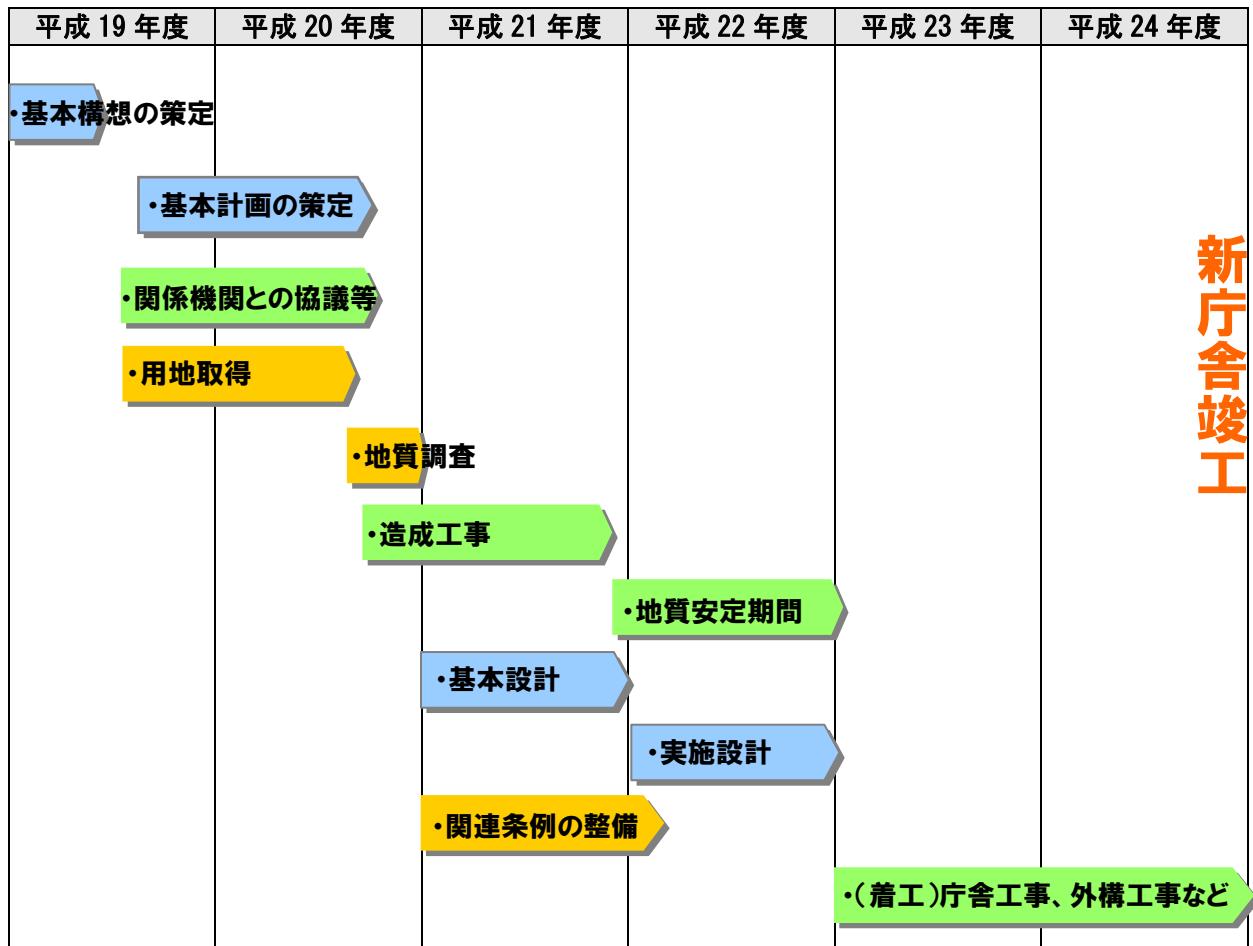 平成 19 年度
平成 20 年度
平成 21 年度
平成 22 年度
平成 23 年度
平成 24 年度
・基本構想の策定
・基本計画の策定
・関係機関との協議等
・用地取得
・地質調査
・造成工事
・地質安定期間
・基本設計
・実施設計
・関連条例の整備
・(着工)庁舎工事、外構工事など
新庁舎竣工